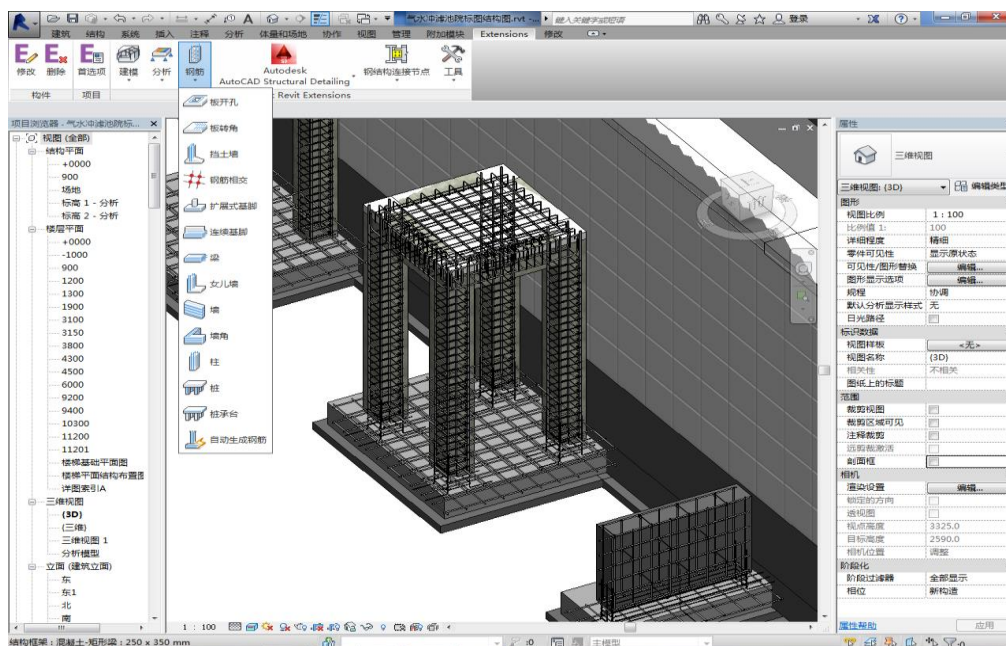 气水冲滤池院标图结构图.rvt - ...
键入关键字或短语
登录
建筑 结构 系统 插入 注释 分析 体量和场地 协作 视图 管理 附加模块 Extensions 修改
修改 删除 首选项 建模 分析 钢筋 Autodesk AutoCAD Structural Detailing 钢结构连接节点 工具
构件 项目 Revit Extensions
板开孔
板转角
挡土墙
钢筋相交
扩展式基脚
连续基脚
梁
女儿墙
墙
墙角
柱
桩
桩承台
自动生成钢筋
项目浏览器 - 气水冲滤池院标...
视图 (全部)
结构平面
+0000
900
场地
标高 1 - 分析
标高 2 - 分析
楼层平面
+0000
-1000
900
1200
1300
1900
3100
3150
3800
4300
4500
6000
9200
9400
10300
11200
11201
楼梯基础平面图
楼梯平面结构布置图
详图索引A
三维视图
(3D)
{三维}
三维视图 1
分析模型
立面 (建筑立面)
东
东1
北
南
属性
三维视图
三维视图: (3D) 编辑类型
图形
视图比例 1 : 100
比例值 1: 100
详细程度 精细
零件可见性 显示原状态
可见性/图形替换 编辑...
图形显示选项 编辑...
规程 协调
默认分析显示样式 无
日光路径
标识数据
视图样板 <无>
视图名称 (3D)
相关性 不相关
图纸上的标题
范围
裁剪视图
裁剪区域可见
注释裁剪
远剪裁激活
剖面框
相机
渲染设置 编辑...
锁定的方向
透视图
视点高度 3325.0
目标高度 2590.0
相机位置 调整
阶段化
阶段过滤器 全部显示
相位 新构造
属性帮助 应用
1 : 100
结构框架 : 混凝土-矩形梁 : 250 x 350 mm
:0
主模型
:0